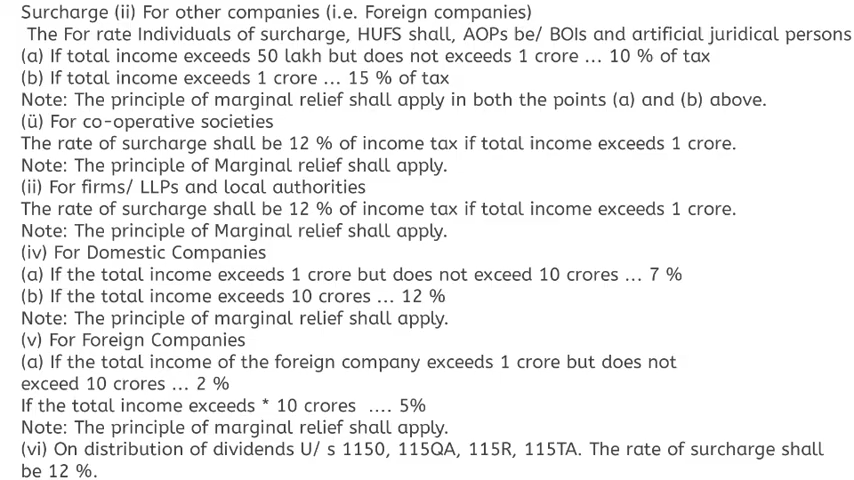 Surcharge (ii) For other companies (i.e. Foreign companies)
The For rate Individuals of surcharge, HUFS shall, AOPs be/ BOIs and artificial juridical persons
(a) If total income exceeds 50 lakh but does not exceeds 1 crore ... 10 % of tax
(b) If total income exceeds 1 crore ... 15 % of tax
Note: The principle of marginal relief shall apply in both the points (a) and (b) above.
(ü) For co-operative societies
The rate of surcharge shall be 12 % of income tax if total income exceeds 1 crore.
Note: The principle of Marginal relief shall apply.
(ii) For firms/ LLPs and local authorities
The rate of surcharge shall be 12 % of income tax if total income exceeds 1 crore.
Note: The principle of Marginal relief shall apply.
(iv) For Domestic Companies
(a) If the total income exceeds 1 crore but does not exceed 10 crores ... 7 %
(b) If the total income exceeds 10 crores ... 12 %
Note: The principle of marginal relief shall apply.
(v) For Foreign Companies
(a) If the total income of the foreign company exceeds 1 crore but does not
exceed 10 crores ... 2 %
If the total income exceeds * 10 crores .... 5%
Note: The principle of marginal relief shall apply.
(vi) On distribution of dividends U/ s 1150, 115QA, 115R, 115TA. The rate of surcharge shall
be 12 %.